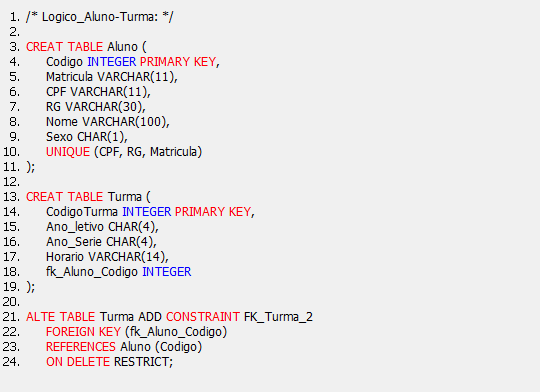 1. /* Logico_Aluno-Turma: */
2.
3. CREAT TABLE Aluno (
4. Codigo INTEGER PRIMARY KEY,
5. Matricula VARCHAR(11),
6. CPF VARCHAR(11),
7. RG VARCHAR(30),
8. Nome VARCHAR(100),
9. Sexo CHAR(1),
10. UNIQUE (CPF, RG, Matricula)
11. );
12.
13. CREAT TABLE Turma (
14. CodigoTurma INTEGER PRIMARY KEY,
15. Ano_letivo CHAR(4),
16. Ano_Serie CHAR(4),
17. Horario VARCHAR(14),
18. fk_Aluno_Codigo INTEGER
19. );
20.
21. ALTE TABLE Turma ADD CONSTRAINT FK_Turma_2
22. FOREIGN KEY (fk_Aluno_Codigo)
23. REFERENCES Aluno (Codigo)
24. ON DELETE RESTRICT;